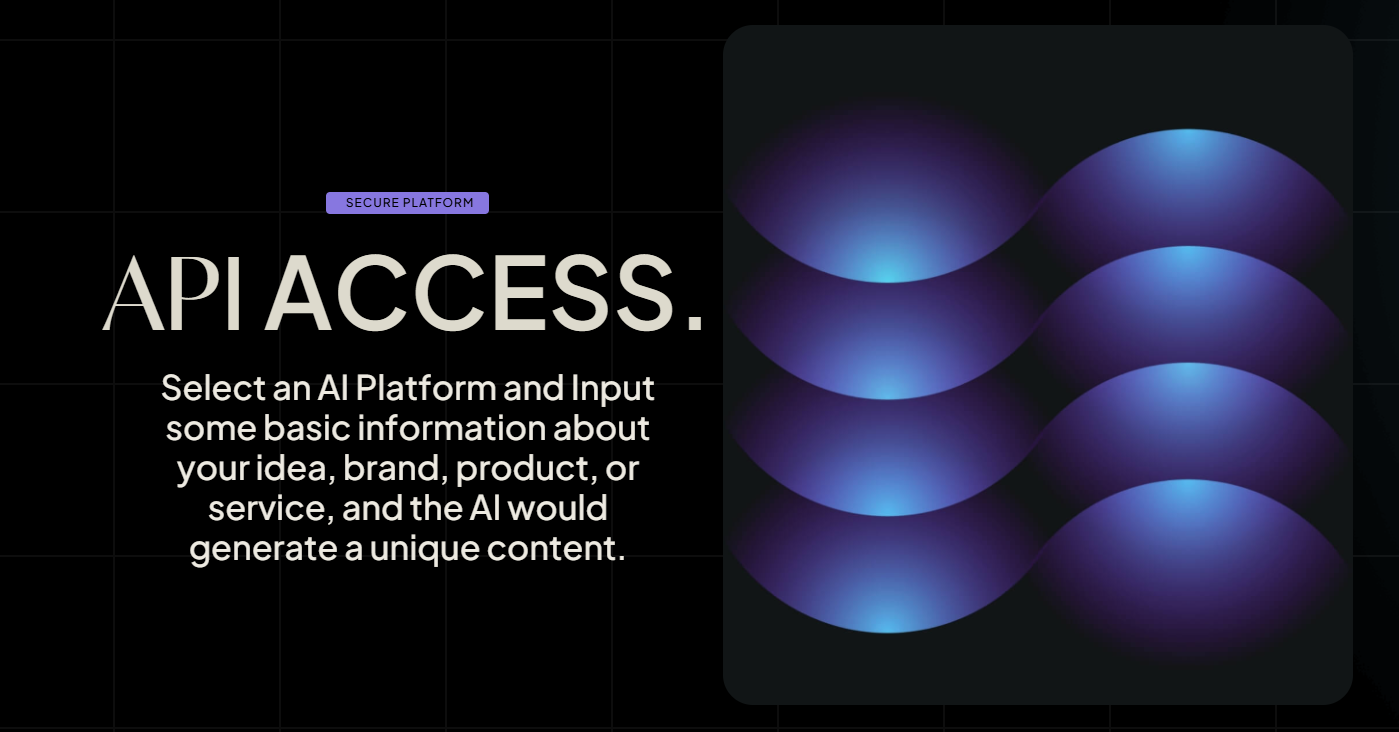 SECURE PLATFORM
API ACCESS.
Select an AI Platform and Input
some basic information about
your idea, brand, product, or
service, and the AI would
generate a unique content.